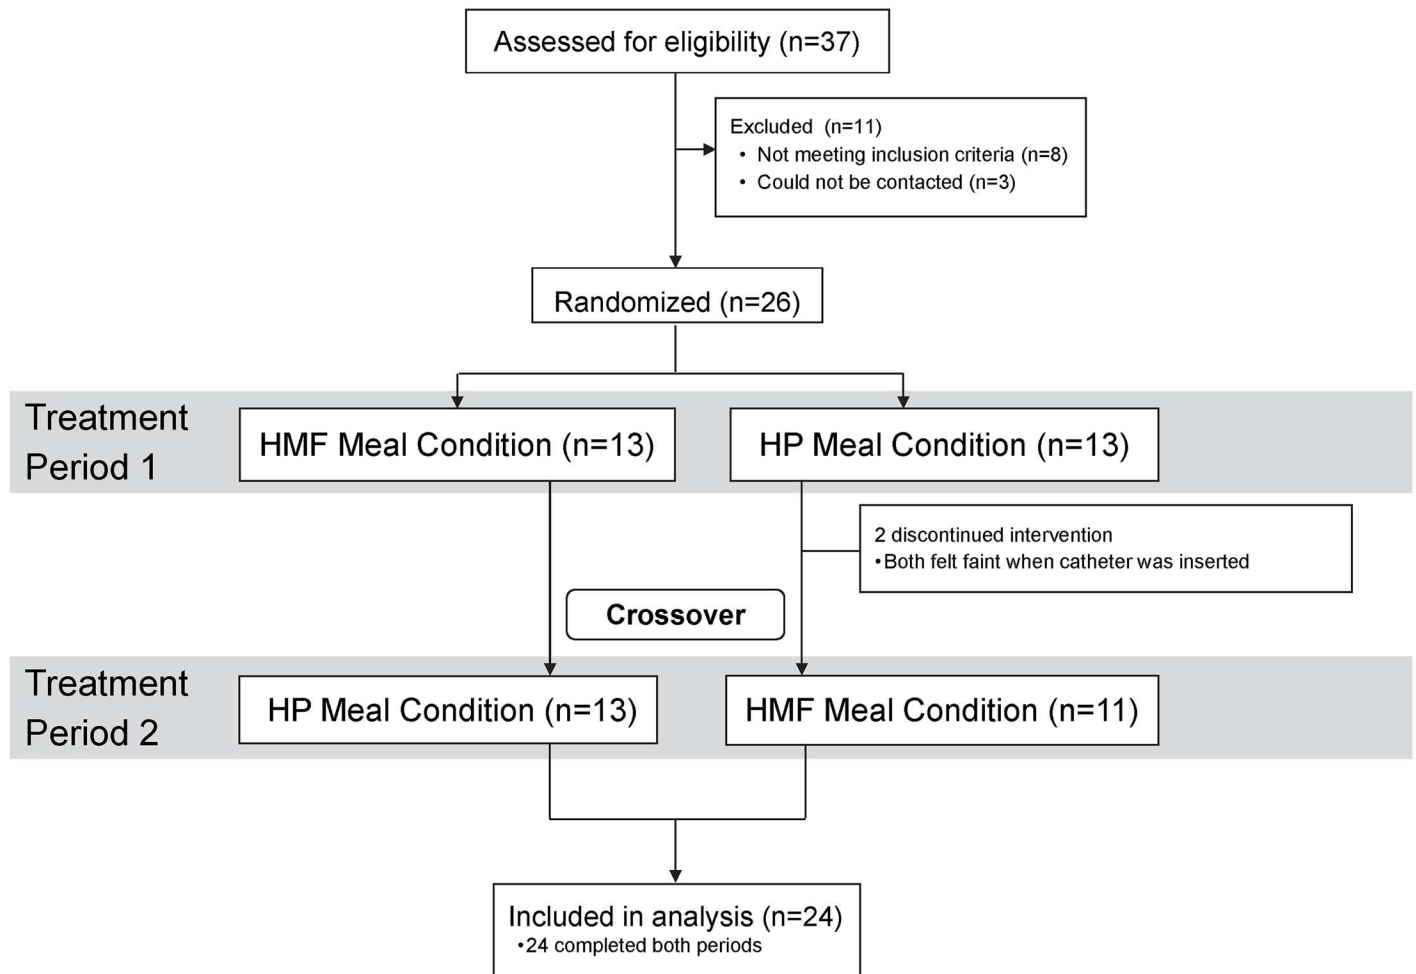 Assessed for eligibility (n=37)
Excluded (n=11)
• Not meeting inclusion criteria (n=8)
• Could not be contacted (n=3)
Randomized (n=26)
Treatment
Period 1
HMF Meal Condition (n=13)
HP Meal Condition (n=13)
2 discontinued intervention
•Both felt faint when catheter was inserted
Crossover
Treatment
Period 2
HP Meal Condition (n=13)
HMF Meal Condition (n=11)
Included in analysis (n=24)
•24 completed both periods